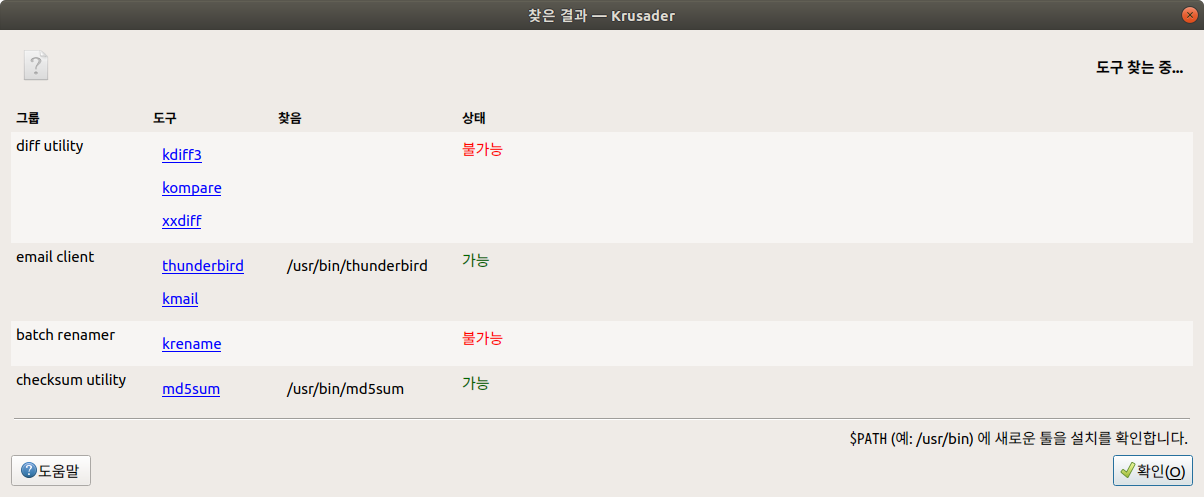 찾은 결과 — Krusader
도구 찾는 중...
그룹 도구 찾음 상태
diff utility kdiff3 불가능
kompare
xxdiff
email client thunderbird /usr/bin/thunderbird 가능
kmail
batch renamer krename 불가능
checksum utility md5sum /usr/bin/md5sum 가능
$PATH (예: /usr/bin) 에 새로운 툴을 설치를 확인합니다.
도움말 확인(O)